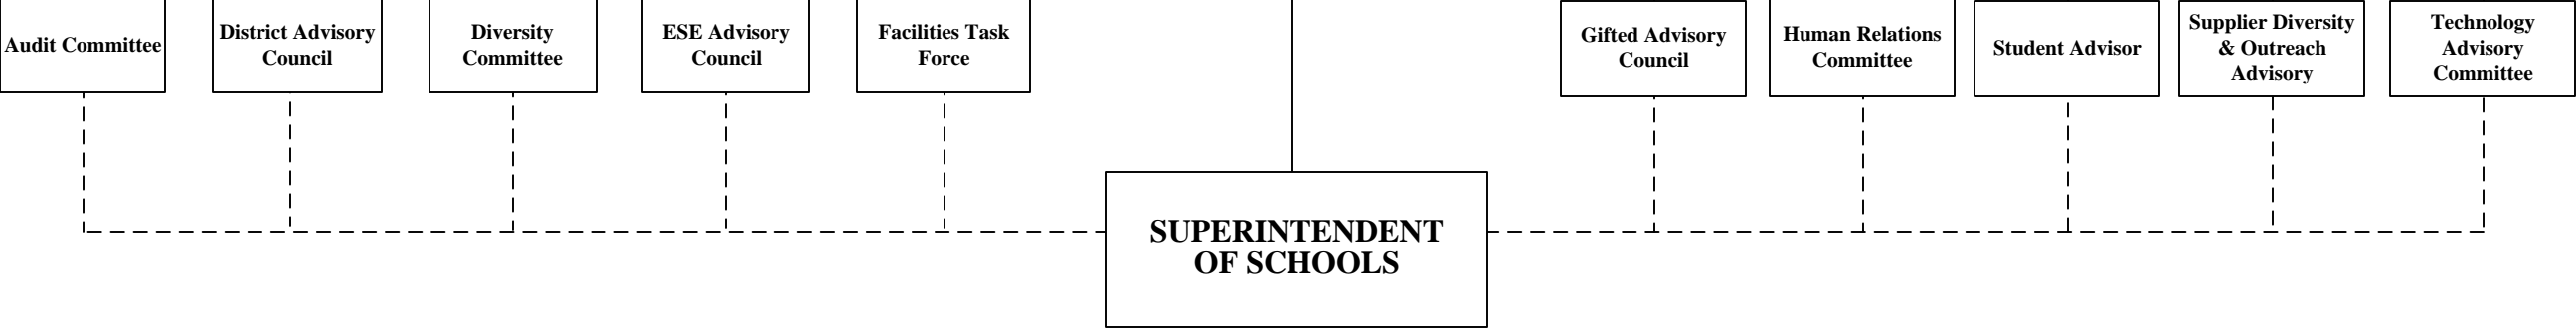 Audit Committee
District Advisory
Council
Diversity
Committee
ESE Advisory
Council
Facilities Task
Force
Gifted Advisory
Council
Human Relations
Committee
Student Advisor
Supplier Diversity
& Outreach
Advisory
Technology
Advisory
Committee
SUPERINTENDENT
OF SCHOOLS